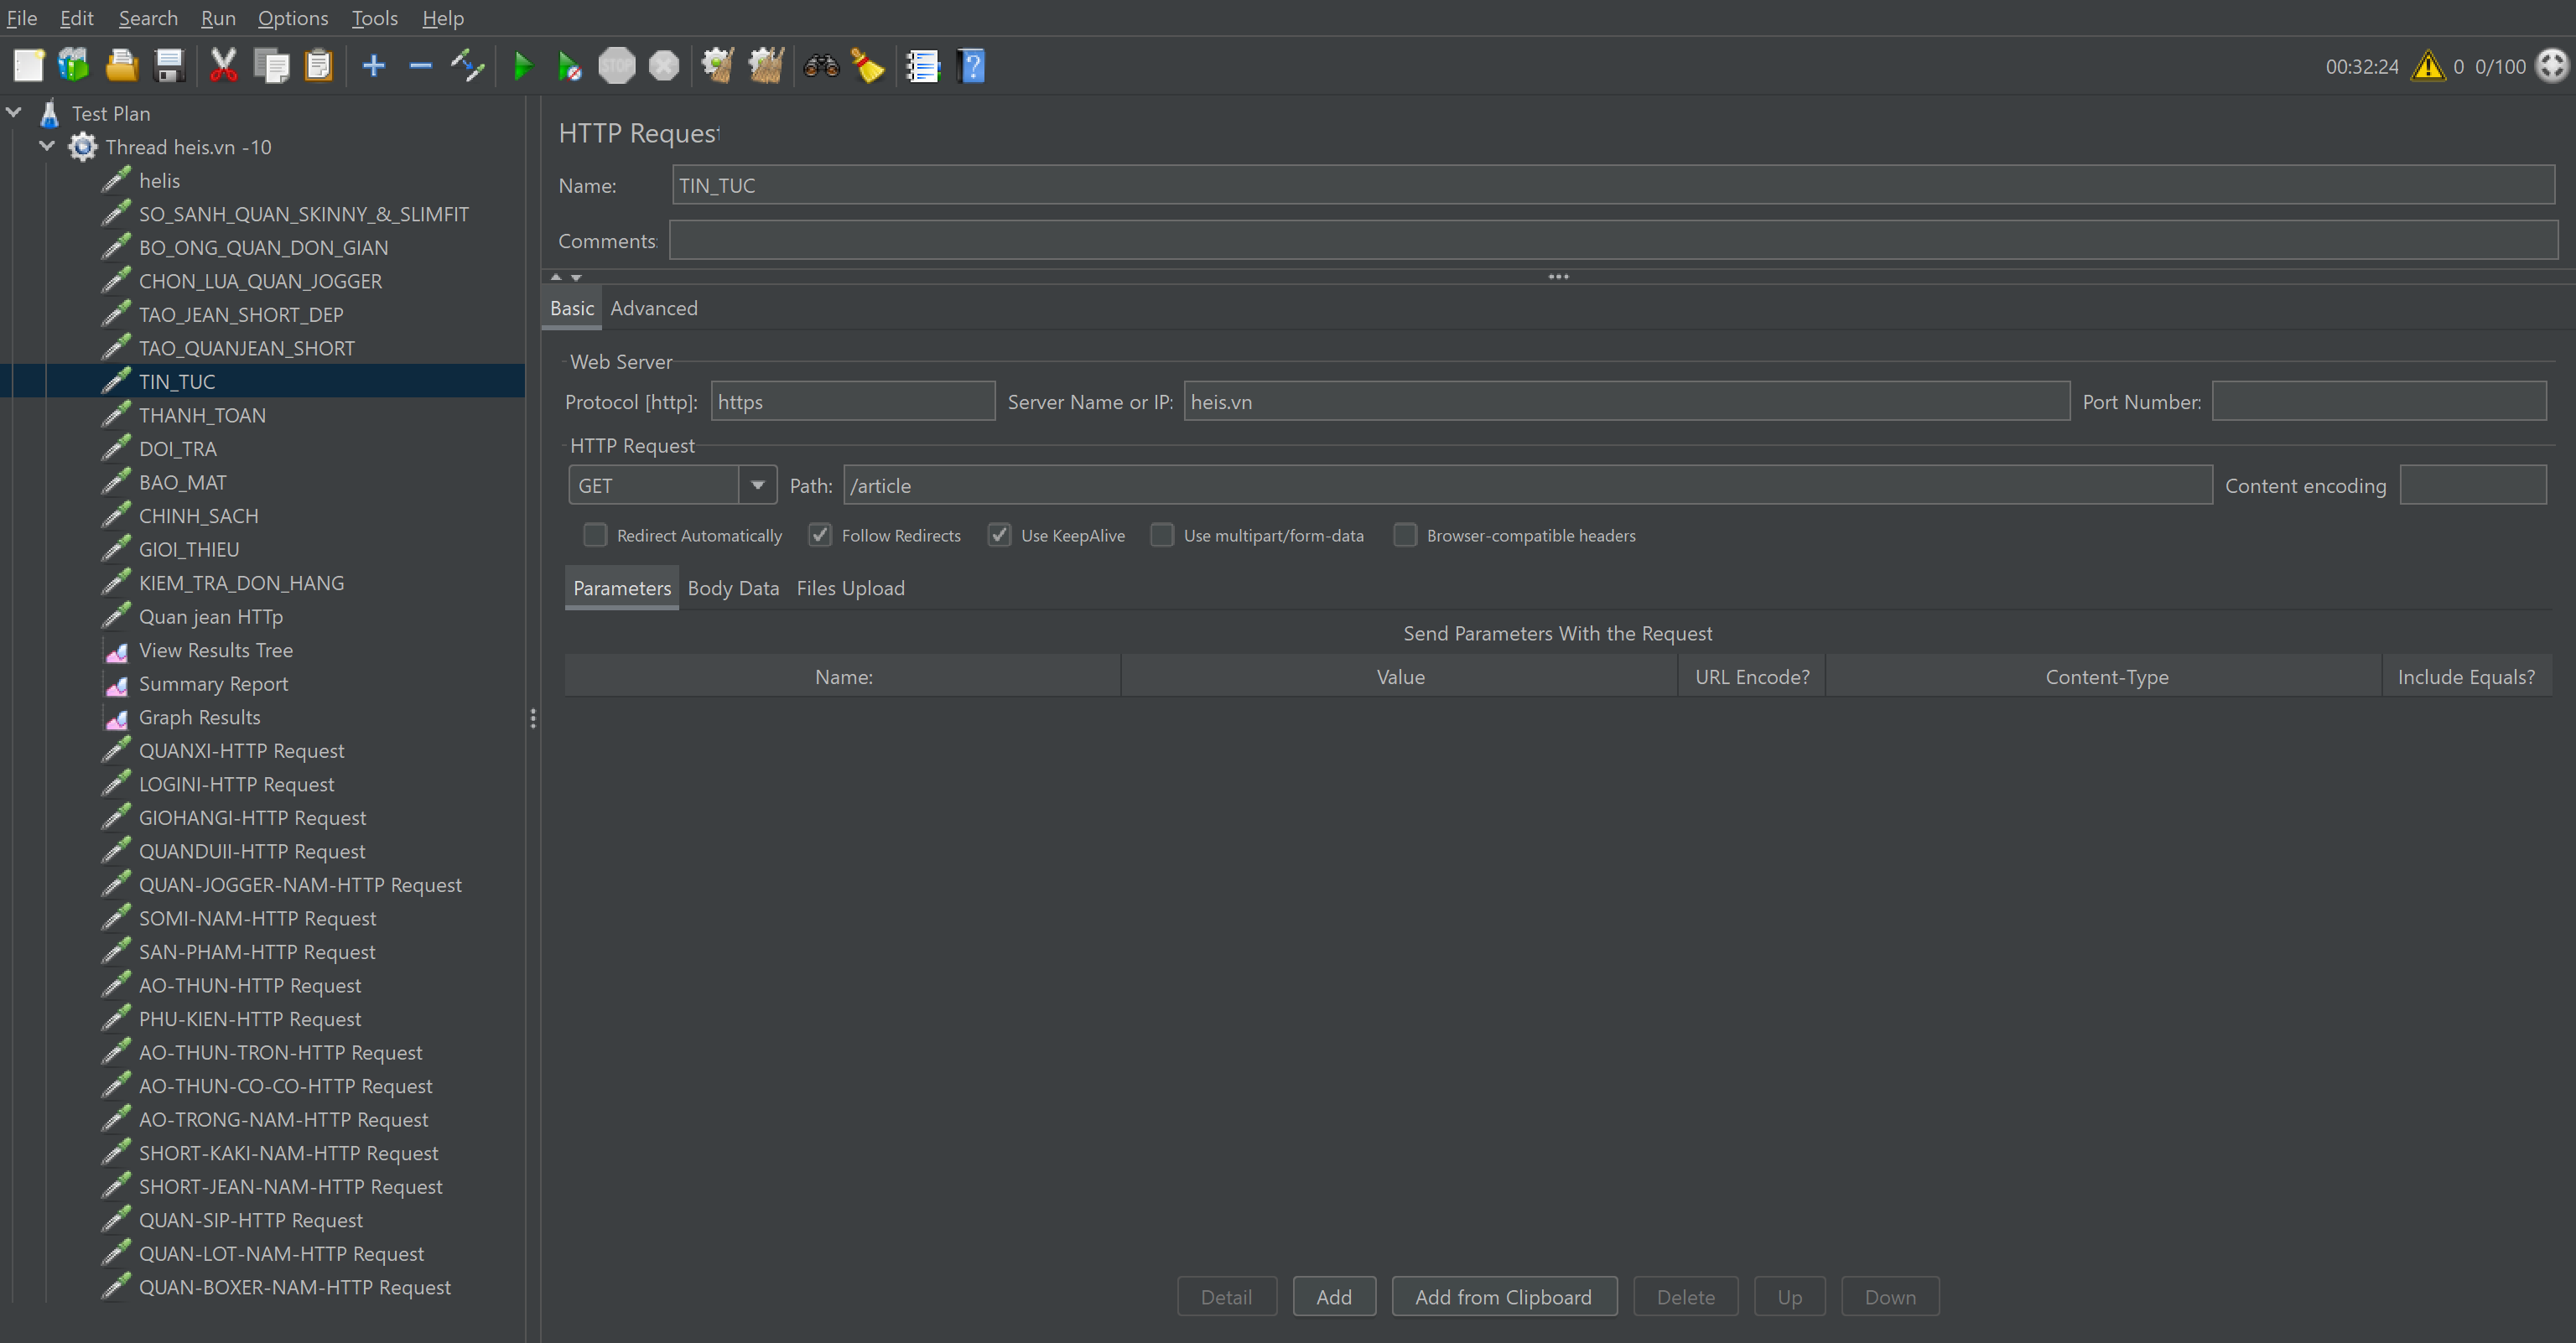 File Edit Search Run Options Tools Help
STOP
00:32:24 0 0/100
Test Plan
Thread heis.vn -10
helis
SO_SANH_QUAN_SKINNY_&_SLIMFIT
BO_ONG_QUAN_DON_GIAN
CHON_LUA_QUAN_JOGGER
TAO_JEAN_SHORT_DEP
TAO_QUANJEAN_SHORT
TIN_TUC
THANH_TOAN
DOI_TRA
BAO_MAT
CHINH_SACH
GIOI_THIEU
KIEM_TRA_DON_HANG
Quan jean HTTp
View Results Tree
Summary Report
Graph Results
QUANXI-HTTP Request
LOGINI-HTTP Request
GIOHANGI-HTTP Request
QUANDUII-HTTP Request
QUAN-JOGGER-NAM-HTTP Request
SOMI-NAM-HTTP Request
SAN-PHAM-HTTP Request
AO-THUN-HTTP Request
PHU-KIEN-HTTP Request
AO-THUN-TRON-HTTP Request
AO-THUN-CO-CO-HTTP Request
AO-TRONG-NAM-HTTP Request
SHORT-KAKI-NAM-HTTP Request
SHORT-JEAN-NAM-HTTP Request
QUAN-SIP-HTTP Request
QUAN-LOT-NAM-HTTP Request
QUAN-BOXER-NAM-HTTP Request
HTTP Request
Name: TIN_TUC
Comments:
Basic Advanced
Web Server
Protocol [http]: https Server Name or IP: heis.vn Port Number:
HTTP Request
GET Path: /article Content encoding
Redirect Automatically Follow Redirects Use KeepAlive Use multipart/form-data Browser-compatible headers
Parameters Body Data Files Upload
Send Parameters With the Request
Name: Value URL Encode? Content-Type Include Equals?
Detail Add Add from Clipboard Delete Up Down